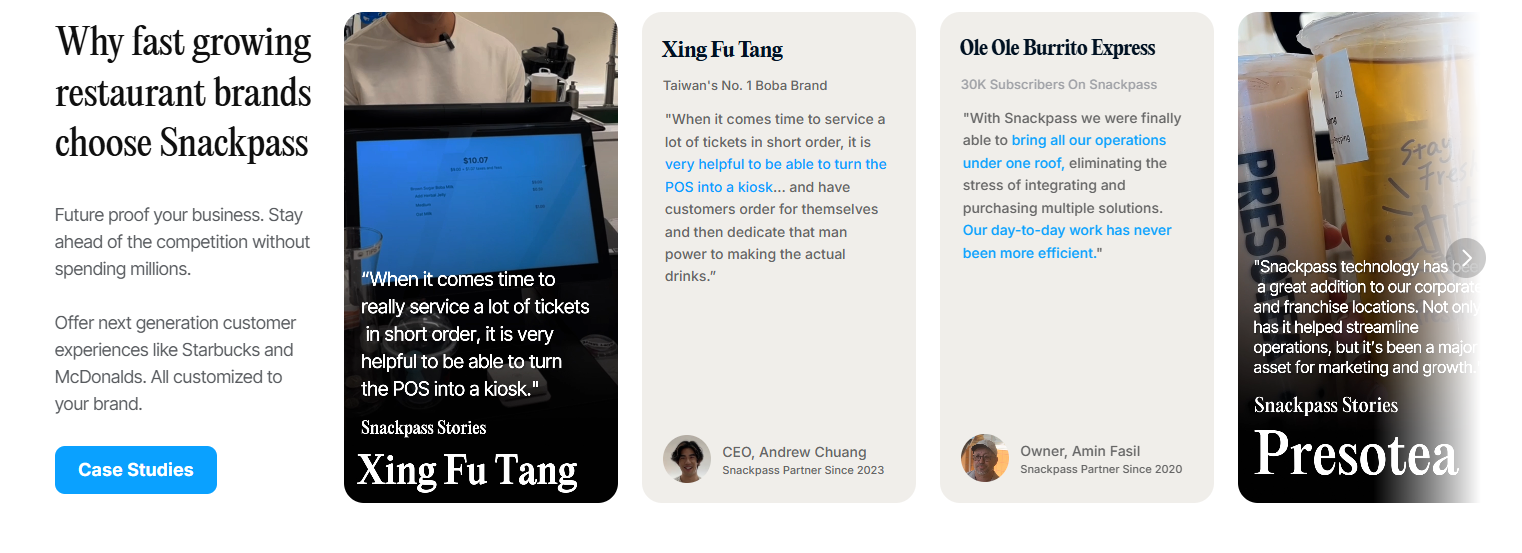 Why fast growing
restaurant brands
choose Snackpass
Future proof your business. Stay
ahead of the competition without
spending millions.
Offer next generation customer
experiences like Starbucks and
McDonalds. All customized to
your brand.
Case Studies
$10.07
“When it comes time to
really service a lot of tickets
in short order, it is very
helpful to be able to turn
the POS into a kiosk."
Snackpass Stories
Xing Fu Tang
Xing Fu Tang
Taiwan's No. 1 Boba Brand
"When it comes time to service a
lot of tickets in short order, it is
very helpful to be able to turn the
POS into a kiosk... and have
customers order for themselves
and then dedicate that man
power to making the actual
drinks.”
CEO, Andrew Chuang
Snackpass Partner Since 2023
Ole Ole Burrito Express
30K Subscribers On Snackpass
"With Snackpass we were finally
able to bring all our operations
under one roof, eliminating the
stress of integrating and
purchasing multiple solutions.
Our day-to-day work has never
been more efficient."
Owner, Amin Fasil
Snackpass Partner Since 2020
2/2
Stay
Fresh
"Snackpass technology has been
a great addition to our corporate
and franchise locations. Not only
has it helped streamline
operations, but it’s been a major
asset for marketing and growth.
Snackpass Stories
Presotea